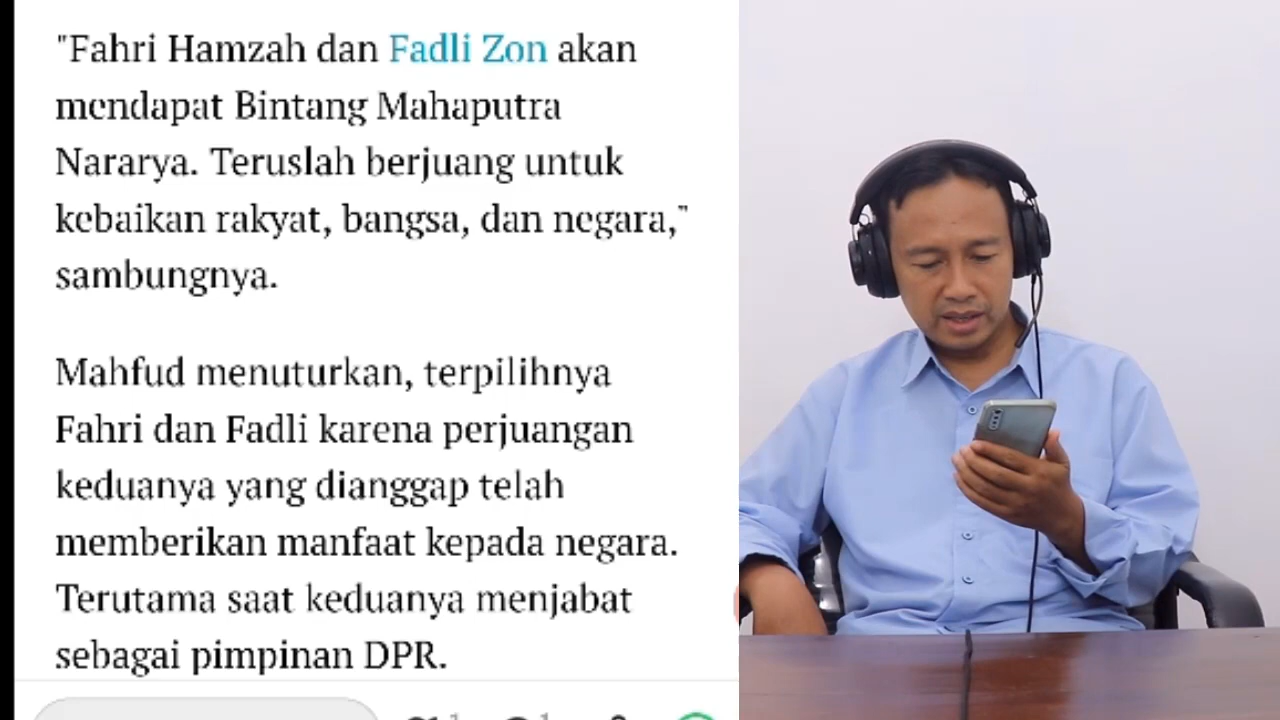 "Fahri Hamzah dan Fadli Zon akan
mendapat Bintang Mahaputra
Nararya. Teruslah berjuang untuk
kebaikan rakyat, bangsa, dan negara,"
sambungnya.
Mahfud menuturkan, terpilihnya
Fahri dan Fadli karena perjuangan
keduanya yang dianggap telah
memberikan manfaat kepada negara.
Terutama saat keduanya menjabat
sebagai pimpinan DPR.